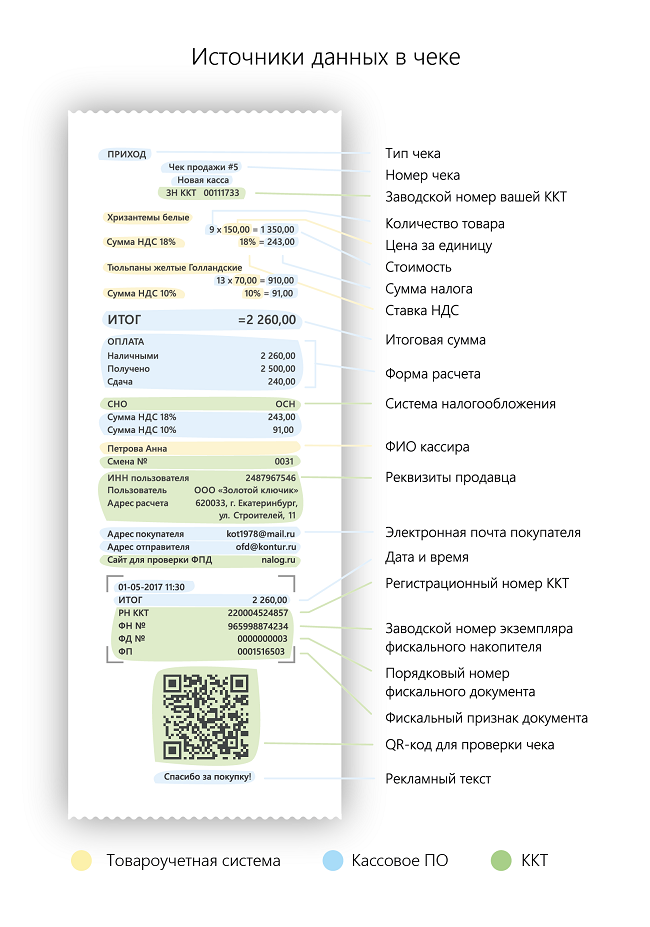 Источники данных в чеке
ПРИХОД
Тип чека
Чек продажи #5
Номер чека
Новая касса
ЗН ККТ 00111733
Заводской номер вашей ККТ
Хризантемы белые
Количество товара
9 x 150,00 = 1 350,00
Цена за единицу
Сумма НДС 18% 18% = 243,00
Стоимость
Тюльпаны желтые Голландские
13 x 70,00 = 910,00
Сумма налога
Сумма НДС 10% 10% = 91,00
Ставка НДС
ИТОГ =2 260,00
Итоговая сумма
ОПЛАТА
Наличными 2 260,00
Получено 2 500,00
Сдача 240,00
Форма расчета
СНО ОСН
Система налогообложения
Сумма НДС 18% 243,00
Сумма НДС 10% 91,00
Петрова Анна
ФИО кассира
Смена № 0031
ИНН пользователя 2487967546
Реквизиты продавца
Пользователь ООО «Золотой ключик»
Адрес расчета 620033, г. Екатеринбург,
ул. Строителей, 11
Адрес покупателя kot1978@mail.ru
Электронная почта покупателя
Адрес отправителя ofd@kontur.ru
Сайт для проверки ФПД nalog.ru
Дата и время
01-05-2017 11:30
Регистрационный номер ККТ
ИТОГ 2 260,00
РН ККТ 220004524857
ФН № 965998874234
Заводской номер экземпляра
фискального накопителя
ФД № 0000000003
ФП 0001516503
Порядковый номер
фискального документа
Фискальный признак документа
QR-код для проверки чека
Спасибо за покупку!
Рекламный текст
Товароучетная система
Кассовое ПО
ККТ